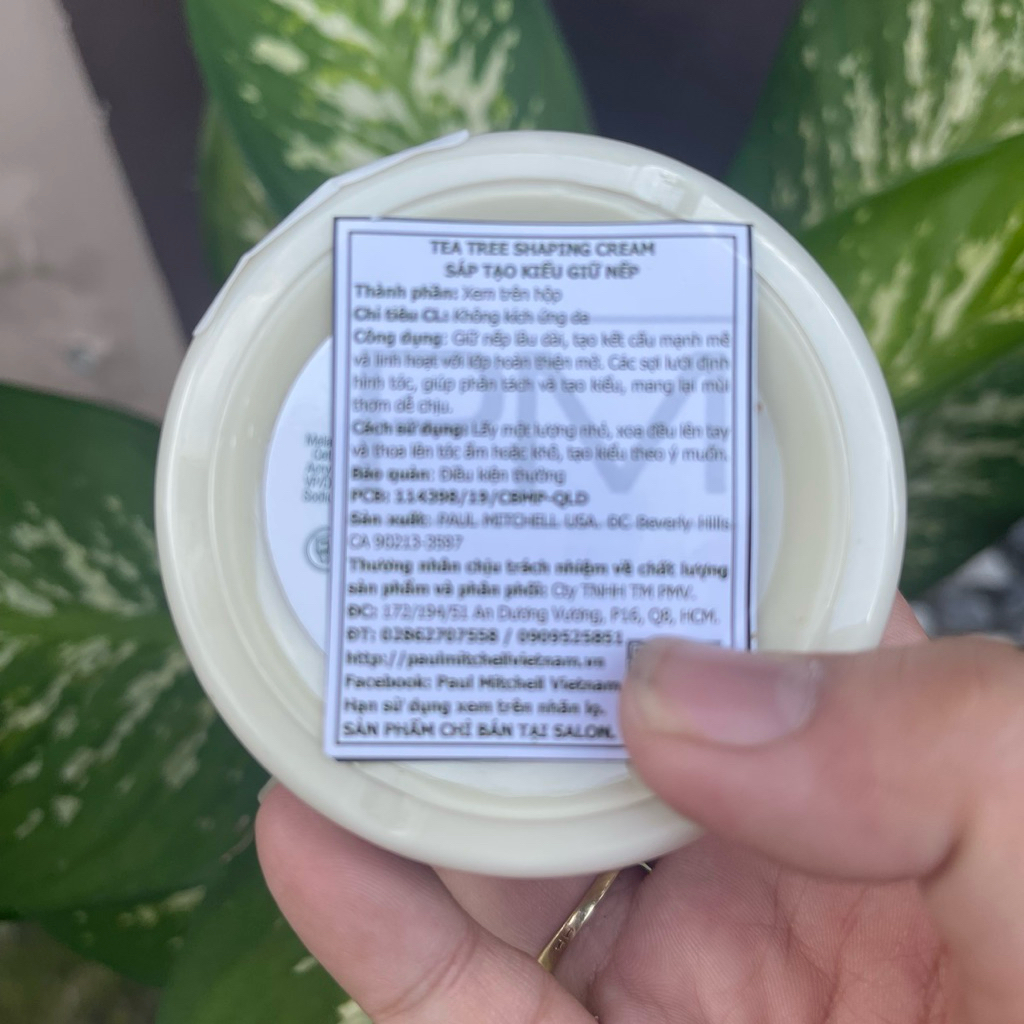 TEA TREE SHAPING CREAM
SÁP TẠO KIỂU GIỮ NẾP
Thành phần: Xem trên hộp
Chỉ tiêu CL: Không kích ứng da
Công dụng: Giữ nếp lâu dài, tạo kết cấu mạnh mẽ
và linh hoạt với lớp hoàn thiện mờ. Các sợi lưới định
hình tóc, giúp phân tách và tạo kiểu, mang lại mùi
thơm dễ chịu.
Cách sử dụng: Lấy một lượng nhỏ, xoa đều lên tay
và thoa lên tóc ẩm hoặc khô, tạo kiểu theo ý muốn.
Bảo quản: Điều kiện thường
PCB: 114398/19/CBMP-QLD
Sản xuất: PAUL MITCHELL USA. ĐC Beverly Hills
CA 90213-3597
Thương nhân chịu trách nhiệm về chất lượng
sản phẩm và phân phối: Cty TNHH TM PMV.
ĐC: 172/194/51 An Dương Vương, P16, Q8, HCM.
ĐT: 02862707558 / 0909525851
http://paulmitchellvietnam.vn
Facebook: Paul Mitchell Vietnam
Hạn sử dụng xem trên nhãn lọ.
SẢN PHẨM CHỈ BÁN TẠI SALON.